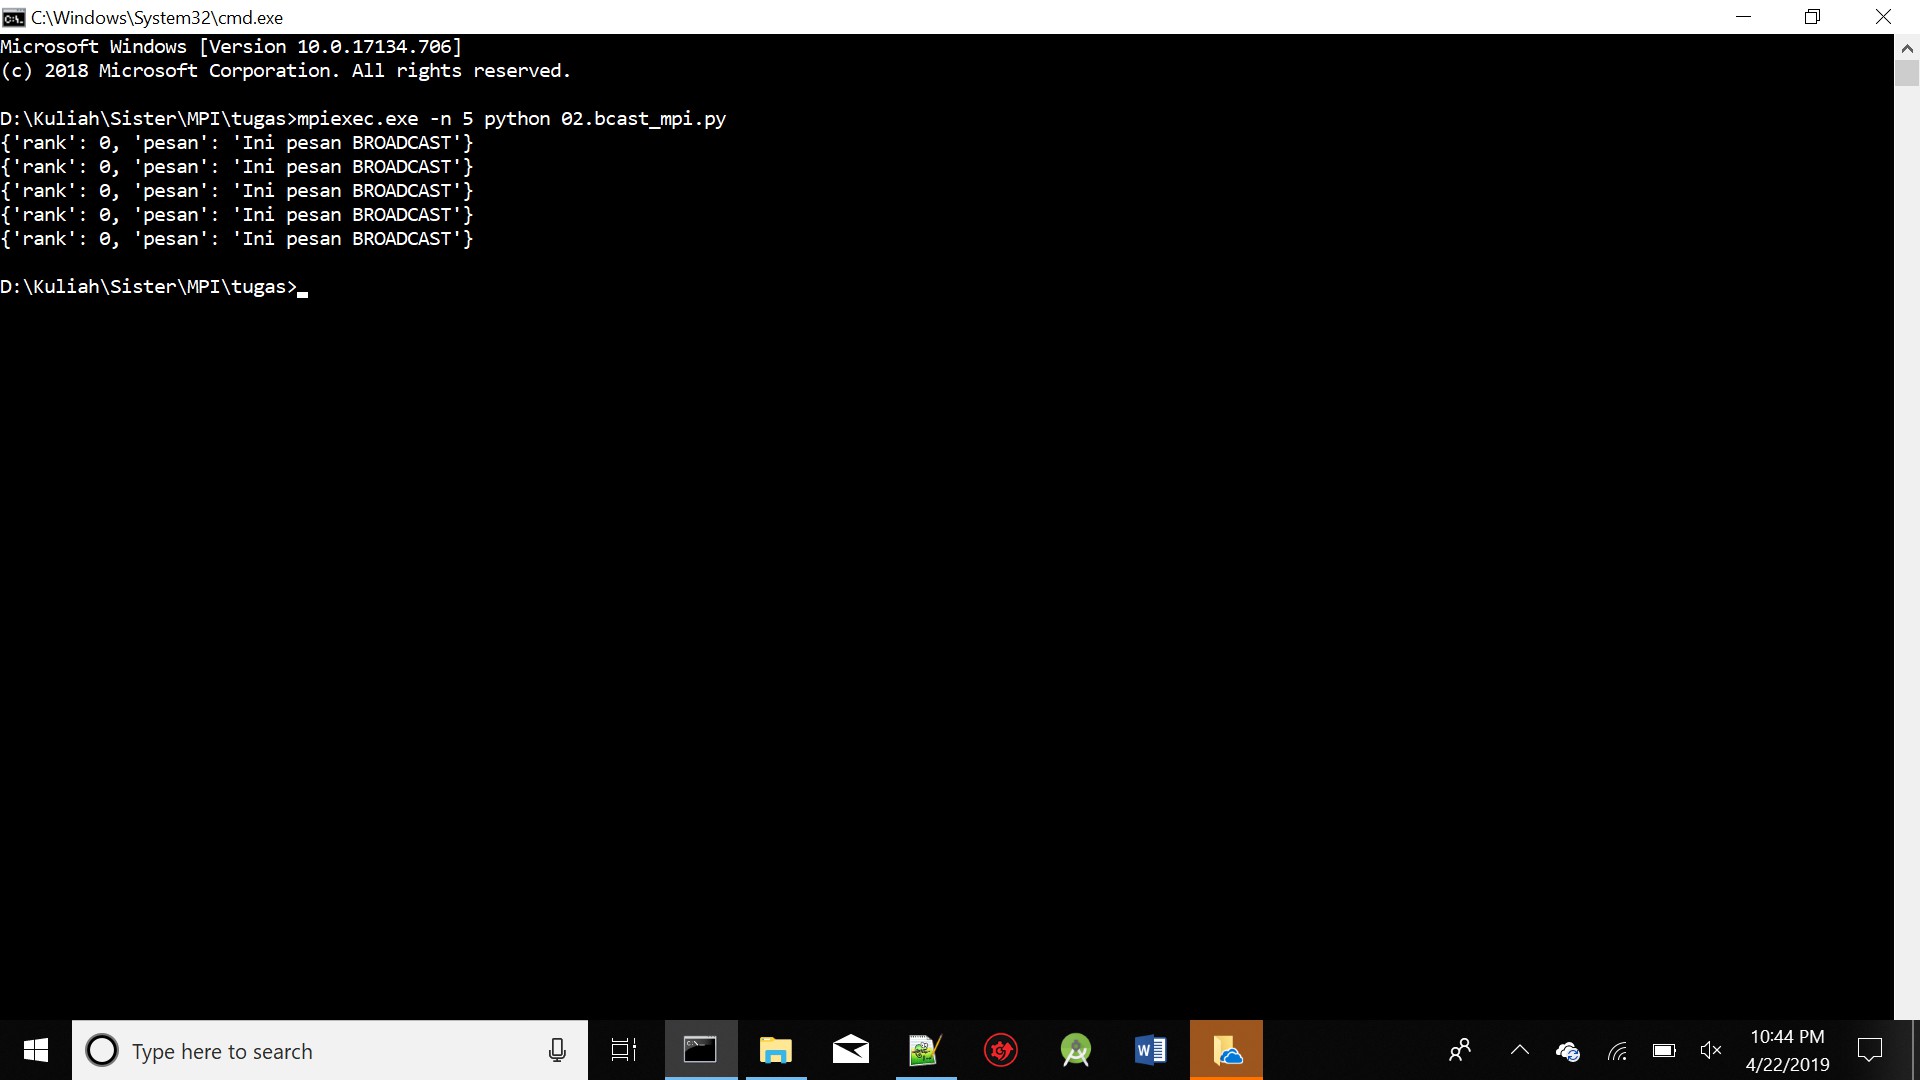 C:\Windows\System32\cmd.exe
Microsoft Windows [Version 10.0.17134.706]
(c) 2018 Microsoft Corporation. All rights reserved.
D:\Kuliah\Sister\MPI\tugas>mpiexec.exe -n 5 python 02.bcast_mpi.py
{'rank': 0, 'pesan': 'Ini pesan BROADCAST'}
{'rank': 0, 'pesan': 'Ini pesan BROADCAST'}
{'rank': 0, 'pesan': 'Ini pesan BROADCAST'}
{'rank': 0, 'pesan': 'Ini pesan BROADCAST'}
{'rank': 0, 'pesan': 'Ini pesan BROADCAST'}
D:\Kuliah\Sister\MPI\tugas>
Type here to search
10:44 PM
4/22/2019